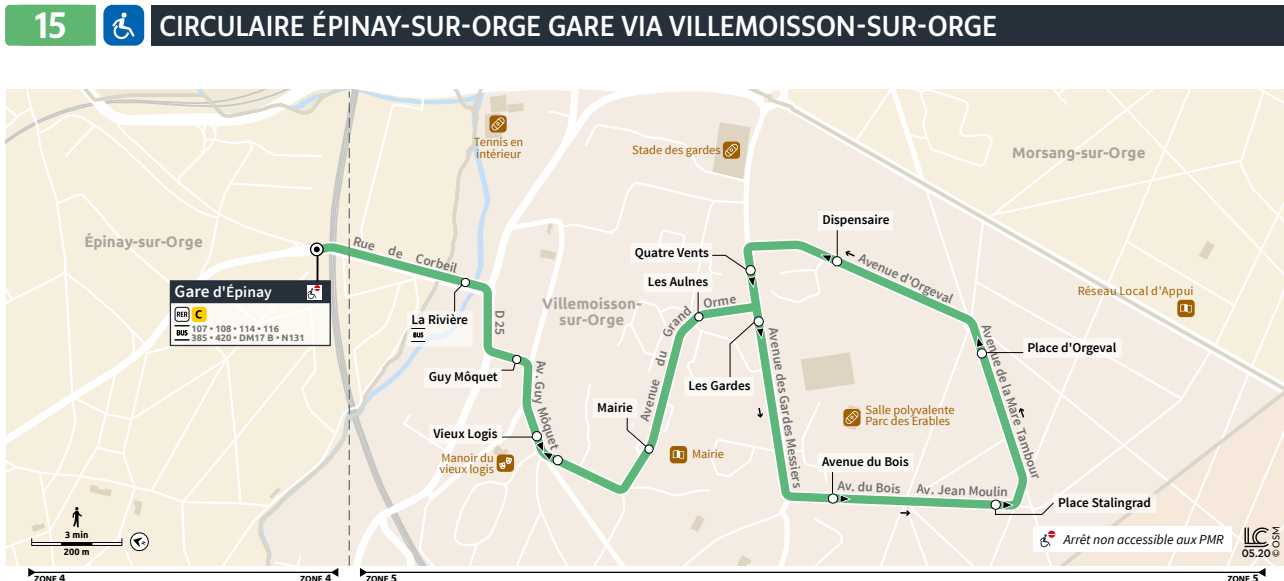 15 CIRCULAIRE ÉPINAY-SUR-ORGE GARE VIA VILLEMOISSON-SUR-ORGE
Tennis en
intérieur
Stade des gardes
Morsang-sur-Orge
Épinay-sur-Orge
Rue de Corbeil
Dispensaire
Quatre Vents
Avenue d'Orgeval
Les Aulnes
Gare d'Épinay
RER C
BUS
107 • 108 • 114 • 116
385 • 420 • DM17 B • N131
Villemoisson-
sur-Orge
Avenue du Grand Orme
Réseau Local d'Appui
La Rivière
BUS
D 25
Guy Môquet
Av. Guy Môquet
Les Gardes
Avenue des Gardes Messiers
Place d'Orgeval
Avenue de la Mare Tambour
Mairie
Salle polyvalente
Parc des Erables
Vieux Logis
Manoir du
vieux logis
Mairie
Avenue du Bois
Av. du Bois
Av. Jean Moulin
Place Stalingrad
3 min
200 m
Arrêt non accessible aux PMR
LC
05.20
© OSM
ZONE 4
ZONE 4
ZONE 5
ZONE 5